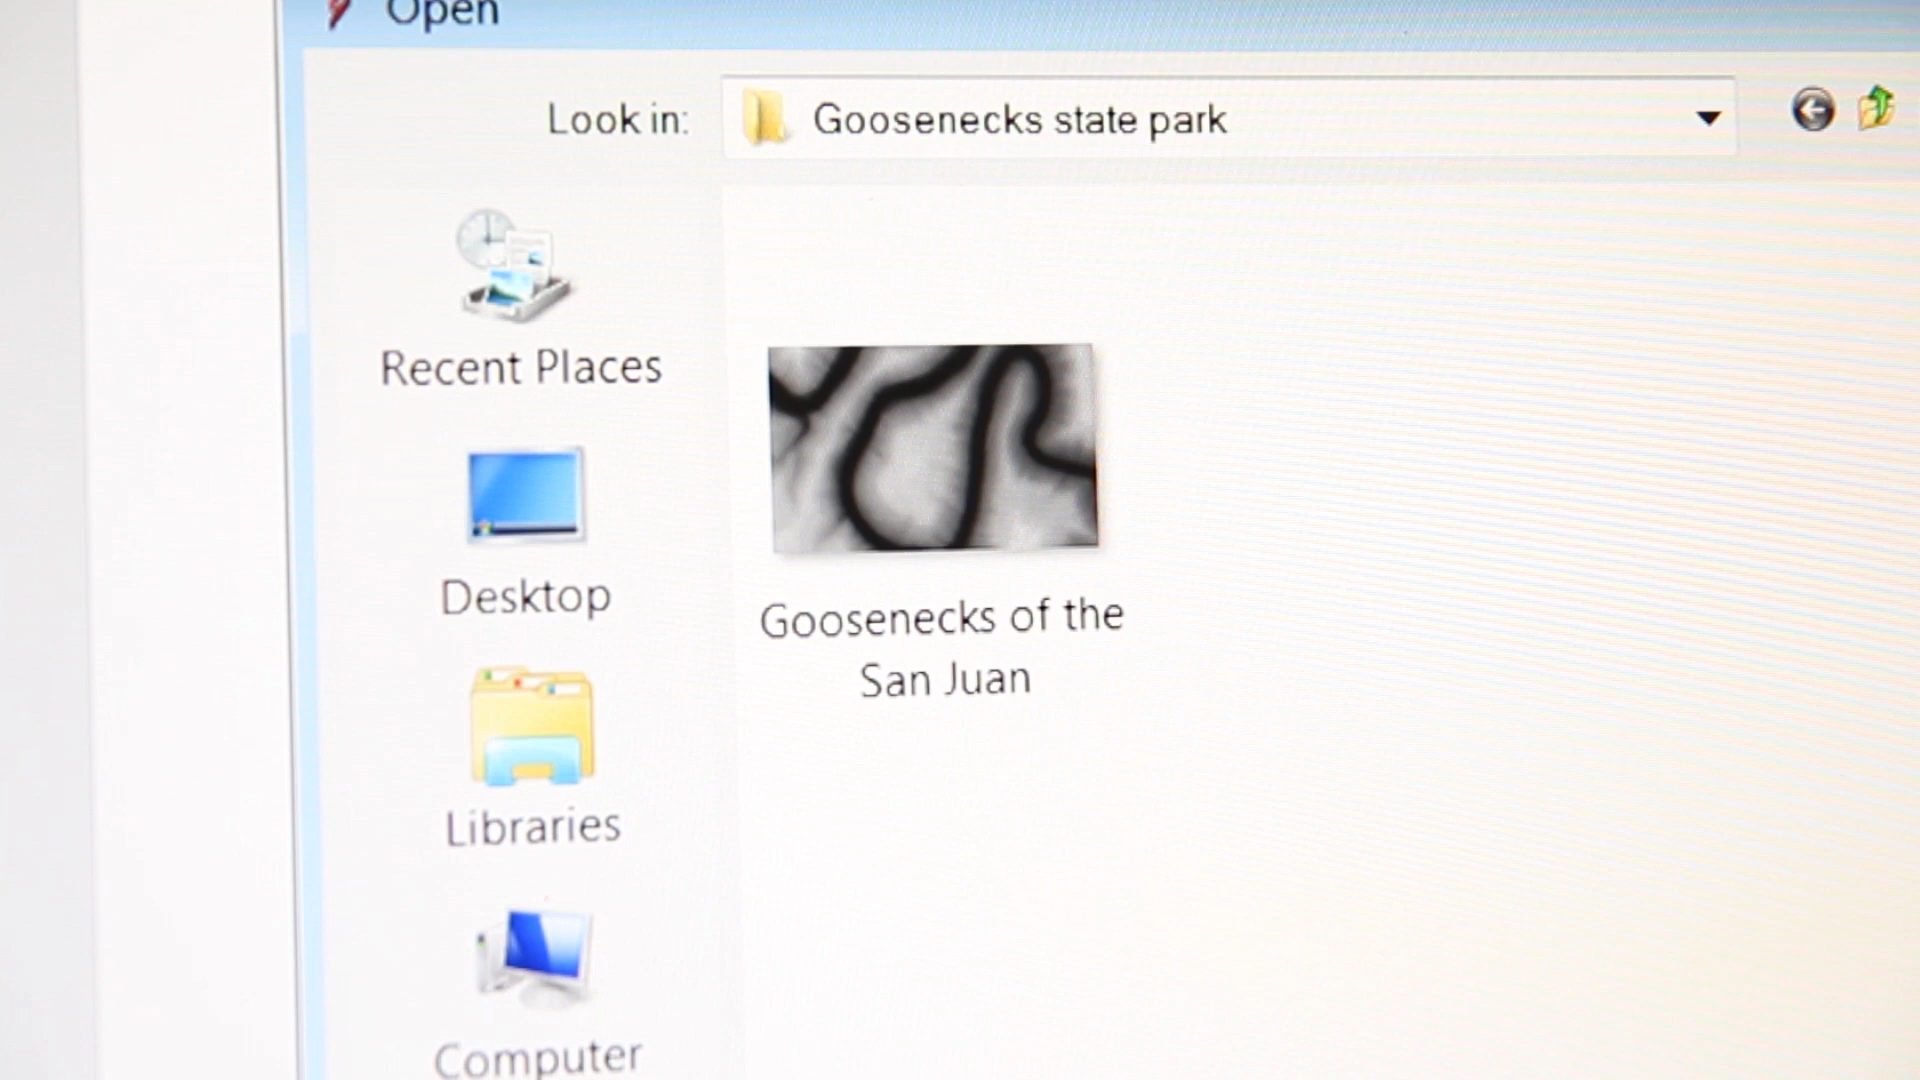 Open
Look in:
Goosenecks state park
Recent Places
Desktop
Goosenecks of the
San Juan
Libraries
Computer